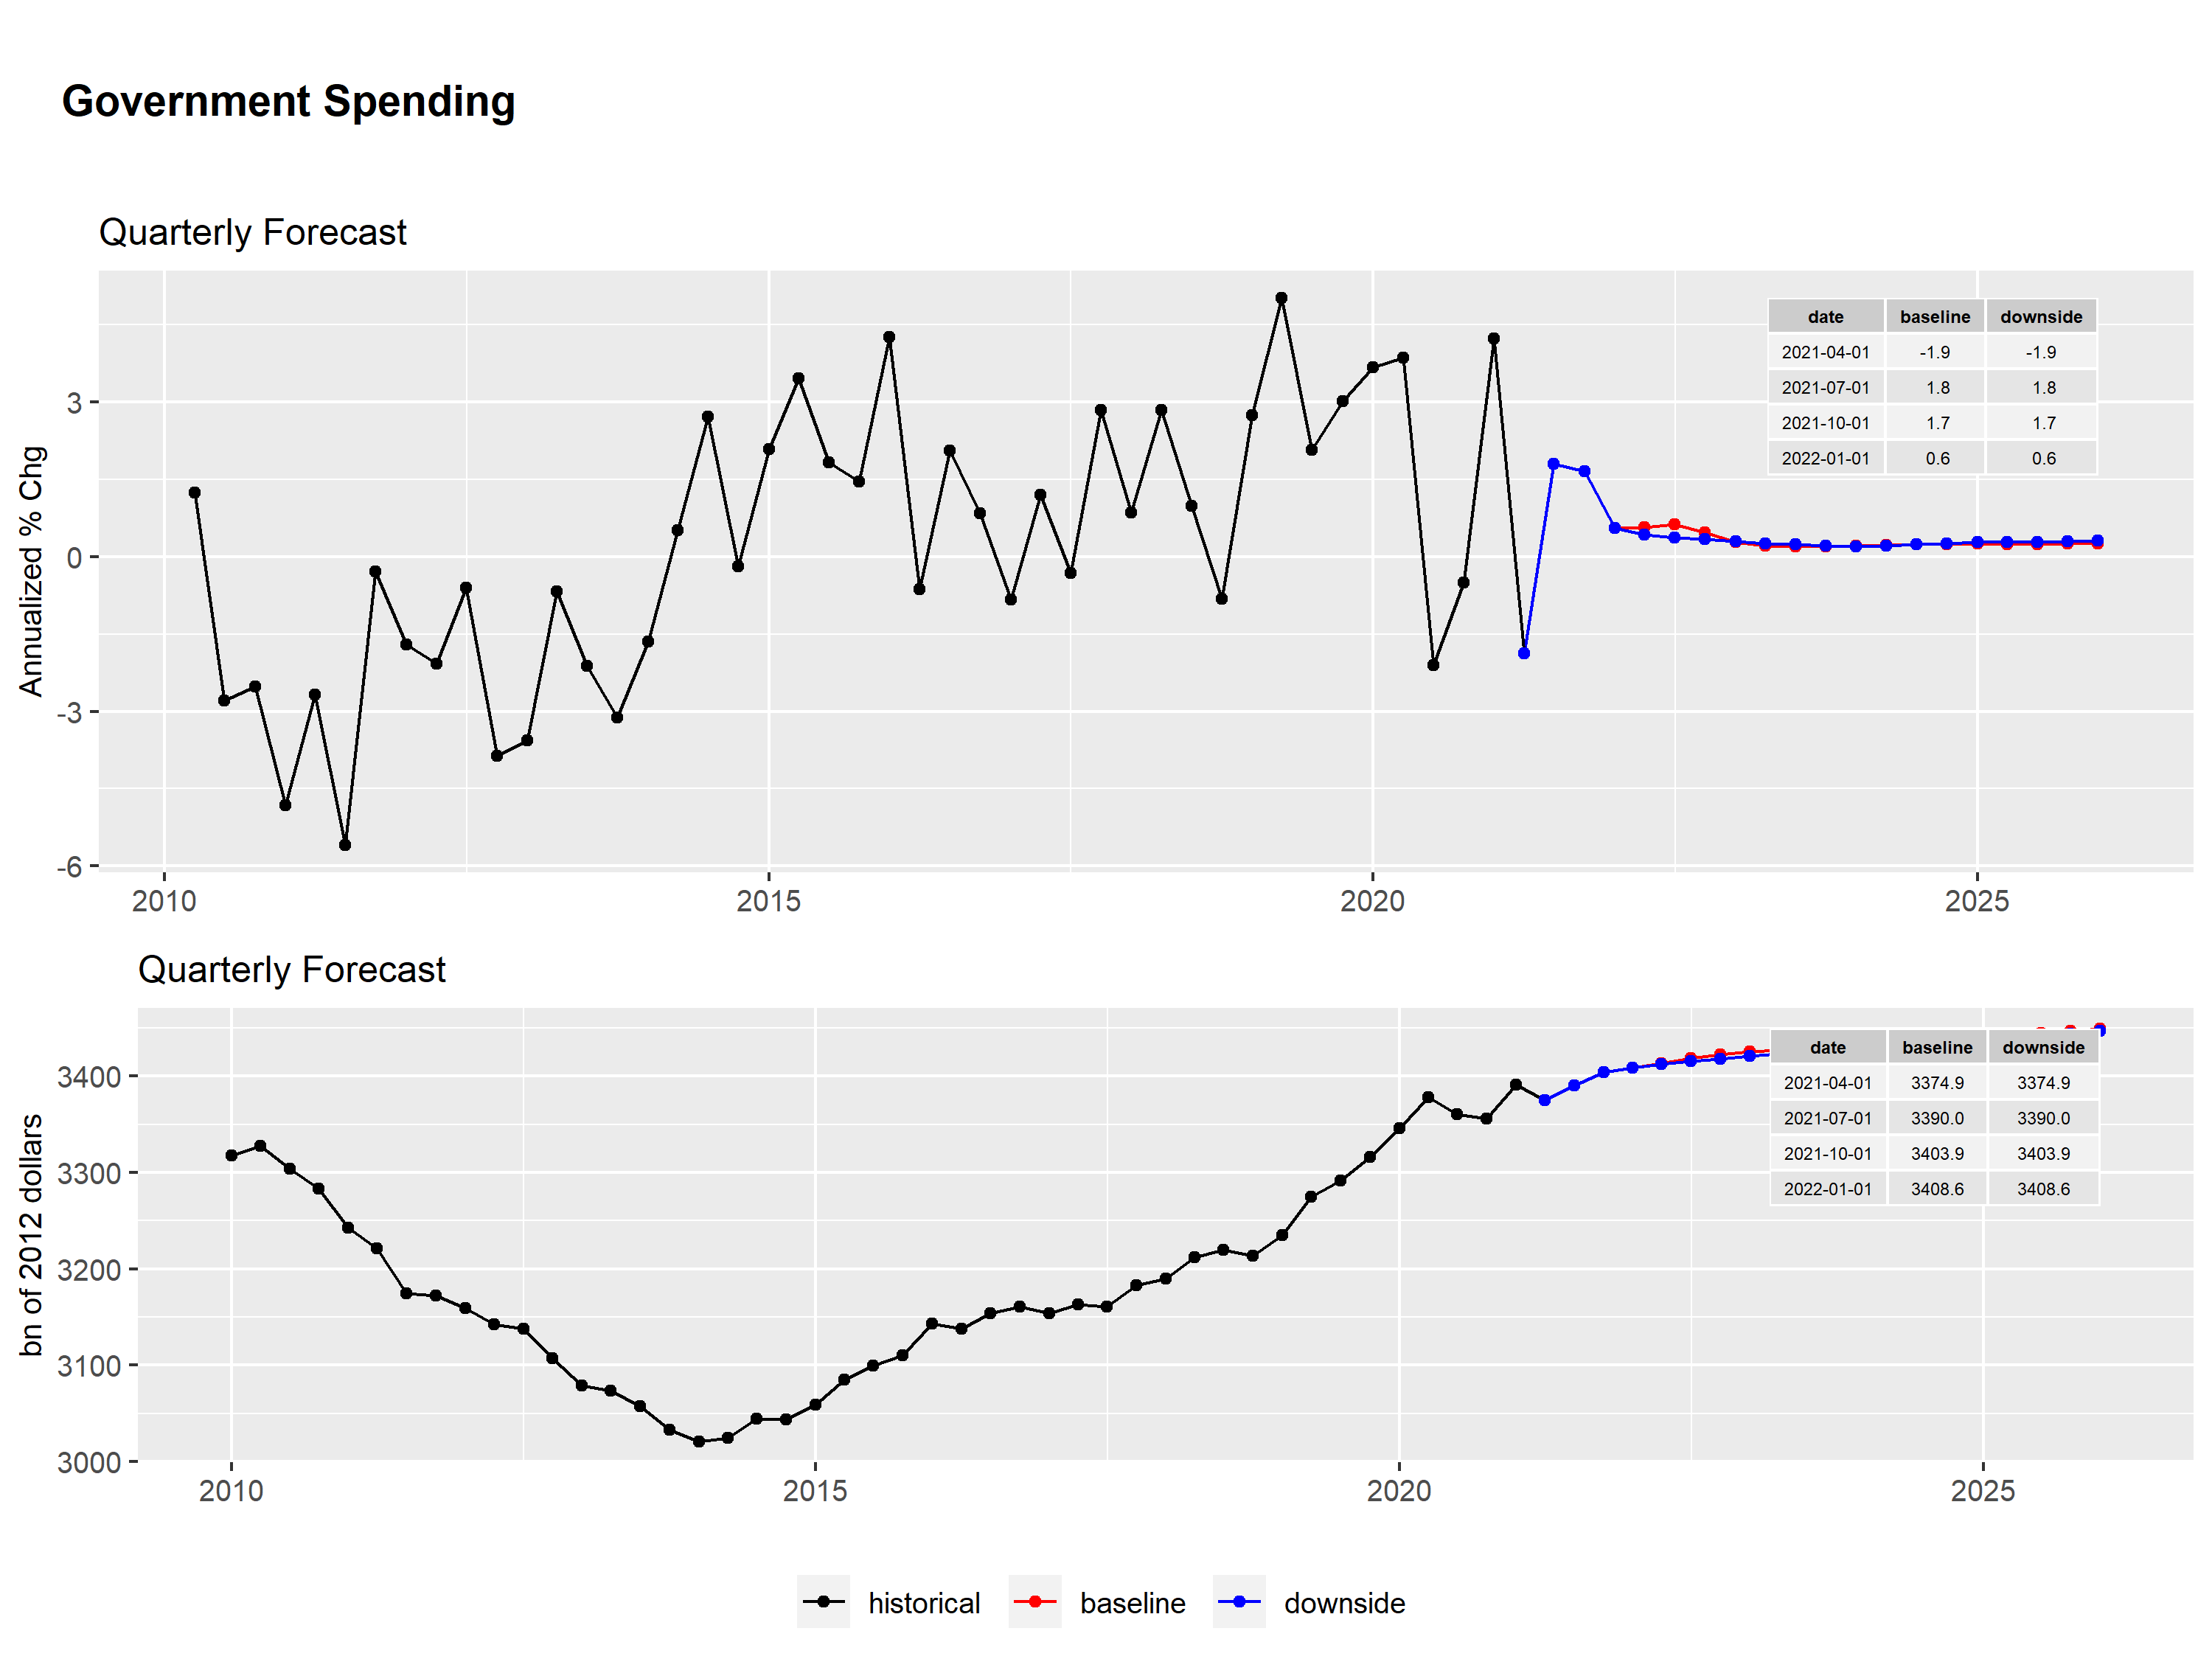 Government Spending
Quarterly Forecast
Annualized % Chg
3
0
-3
-6
date baseline downside
2021-04-01 -1.9 -1.9
2021-07-01 1.8 1.8
2021-10-01 1.7 1.7
2022-01-01 0.6 0.6
2010 2015 2020 2025
Quarterly Forecast
bn of 2012 dollars
3400
3300
3200
3100
3000
date baseline downside
2021-04-01 3374.9 3374.9
2021-07-01 3390.0 3390.0
2021-10-01 3403.9 3403.9
2022-01-01 3408.6 3408.6
2010 2015 2020 2025
historical baseline downside